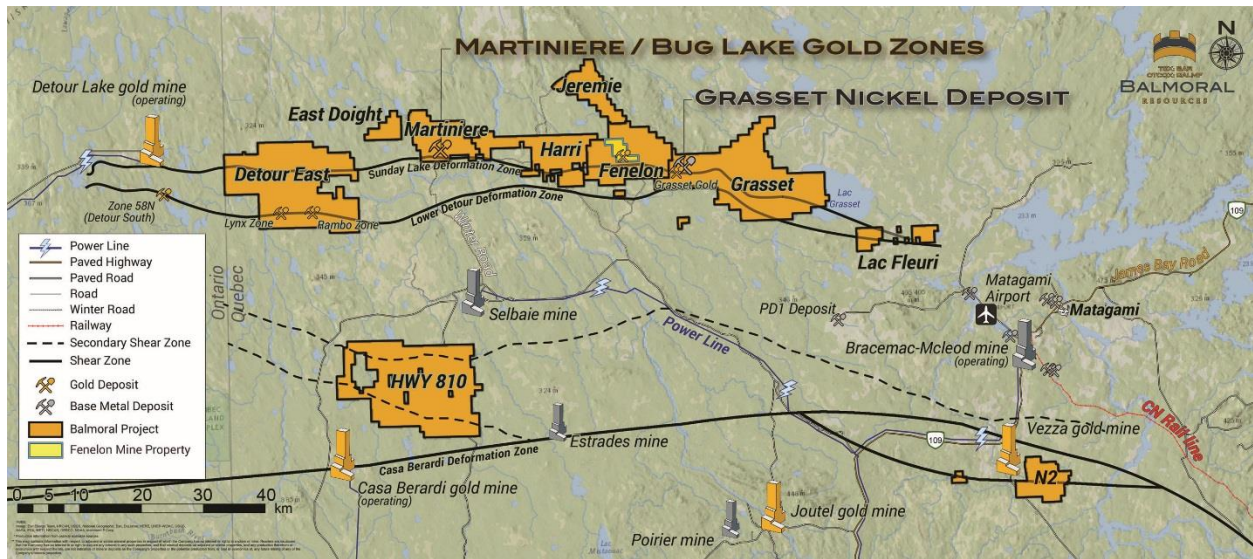 MARTINIERE / BUG LAKE GOLD ZONES
N
BALMORAL
RESOURCES
Detour Lake gold mine
(operating)
Jeremie
GRASSET NICKEL DEPOSIT
East Doight
Martiniere
Harri
Fenelon
Detour East
Sunday Lake Deformation Zone
Grasset Gold
Grasset
Lac
Grasset
Zone 58N
(Detour South)
Lynx Zone
Rambo Zone
Lower Detour Deformation Zone
109
Lac Fleuri
Winter Road
James Bay Road
Power Line
Paved Highway
Paved Road
Road
Winter Road
Railway
Secondary Shear Zone
Shear Zone
Gold Deposit
Base Metal Deposit
Balmoral Project
Fenelon Mine Property
Ontario
Quebec
Selbaie mine
Power Line
Matagami
Airport
Matagami
PD1 Deposit
Bracemac-Mcleod mine
(operating)
HWY 810
Estrades mine
CN Rail line
Vezza gold mine
109
Casa Berardi Deformation Zone
Casa Berardi gold mine
(operating)
N2
Joutel gold mine
Poirier mine
0 5 10 20 30 40
km